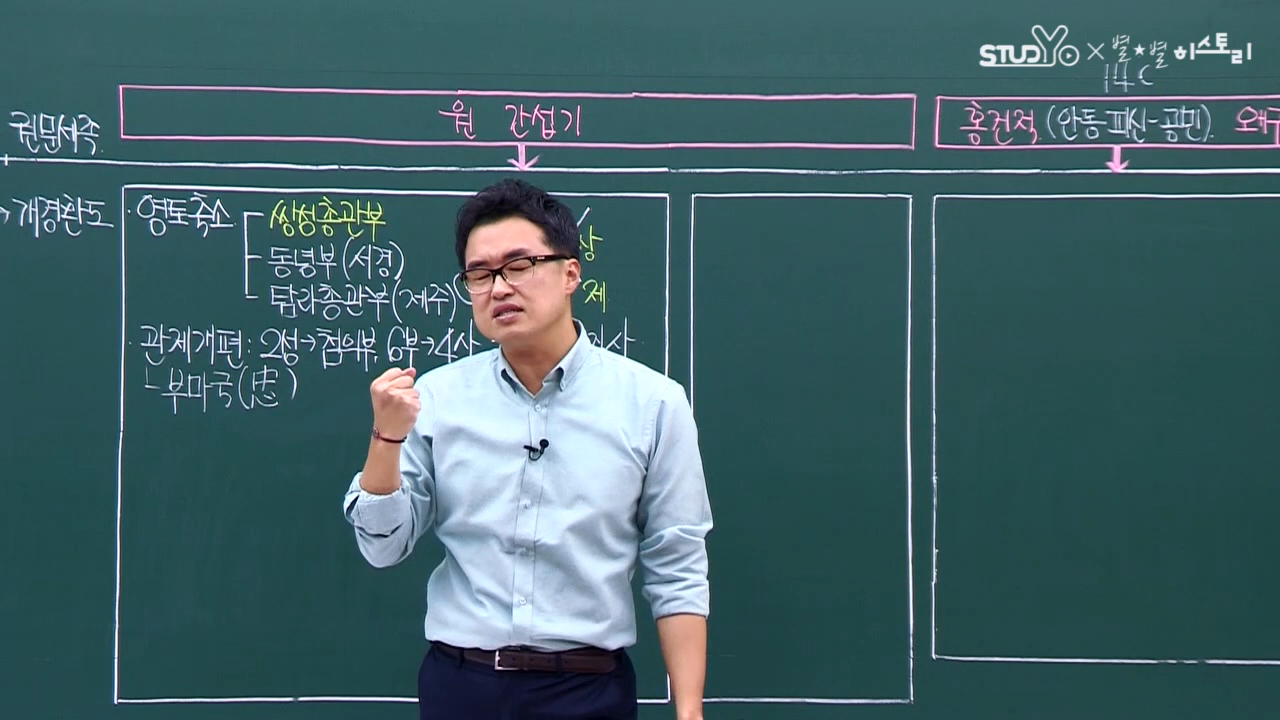 STUDYo × 별★별 히스토리
14C
권문세족
원 간섭기
홍건적 (안동피신-공민) 왜구
→개경환도
· 영토축소 쌍성총관부
동녕부(서경)
탐라총관부(제주)
상
제
· 관제개편: 2성→첨의부, 6부→4사
지사
부마국(忠)